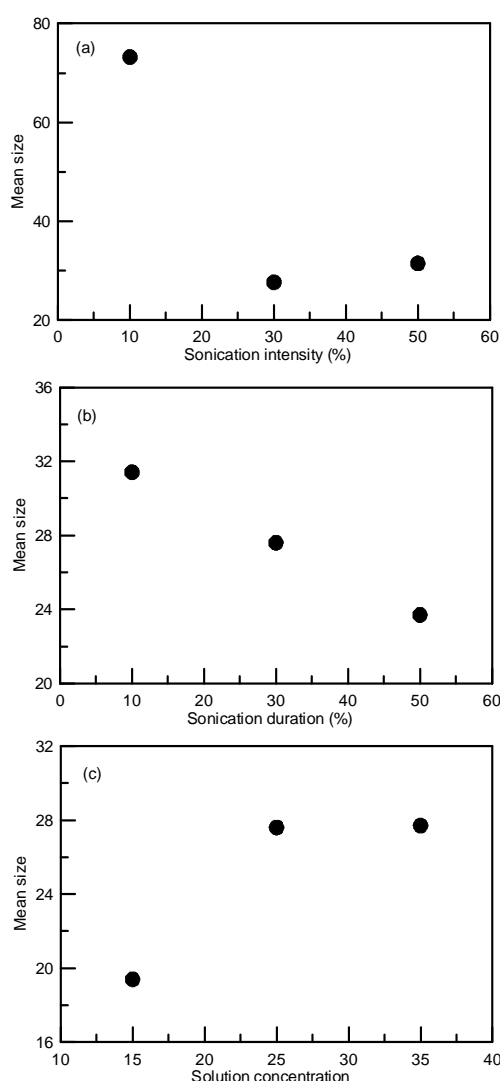 80
(a)
60
Mean size
40
20
0 10 20 30 40 50 60
Sonication intensity (%)
36
(b)
32
Mean size
28
24
20
0 10 20 30 40 50 60
Sonication duration (%)
32
(c)
28
Mean size
24
20
16
10 15 20 25 30 35 40
Solution concentration